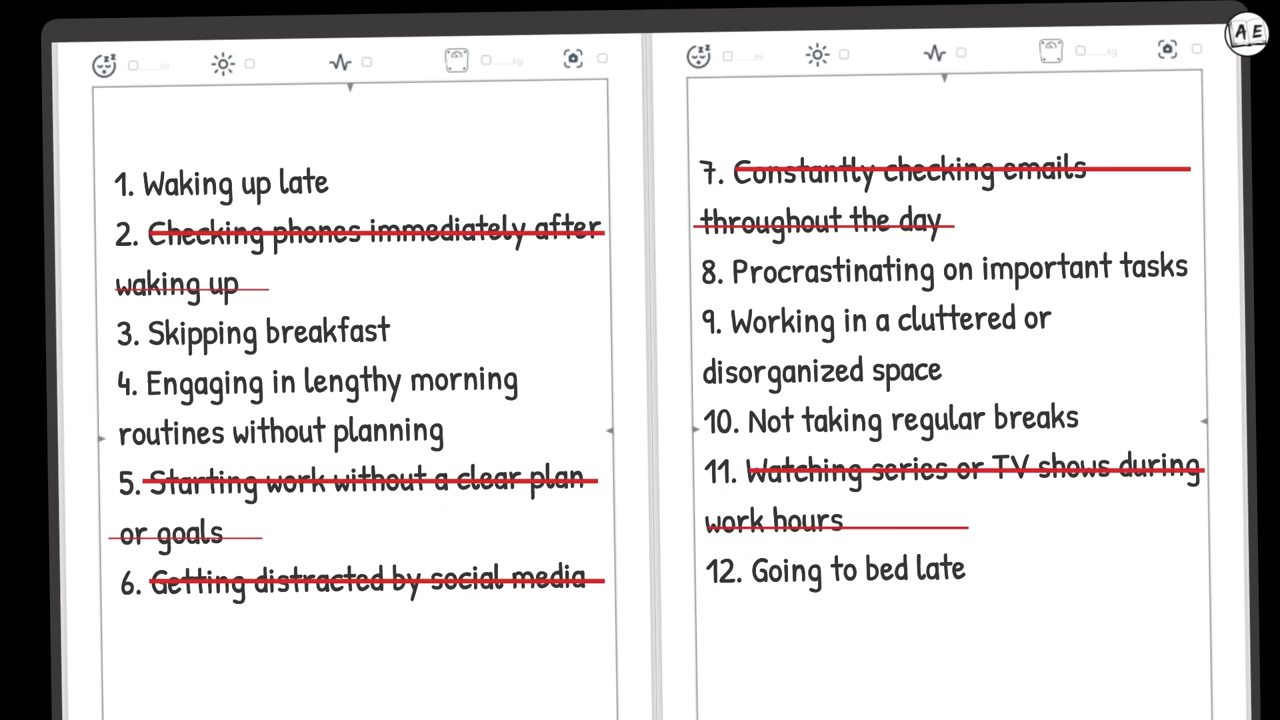 1. Waking up late
2. Checking phones immediately after
waking up
3. Skipping breakfast
4. Engaging in lengthy morning
routines without planning
5. Starting work without a clear plan
or goals
6. Getting distracted by social media
7. Constantly checking emails
throughout the day
8. Procrastinating on important tasks
9. Working in a cluttered or
disorganized space
10. Not taking regular breaks
11. Watching series or TV shows during
work hours
12. Going to bed late
A E